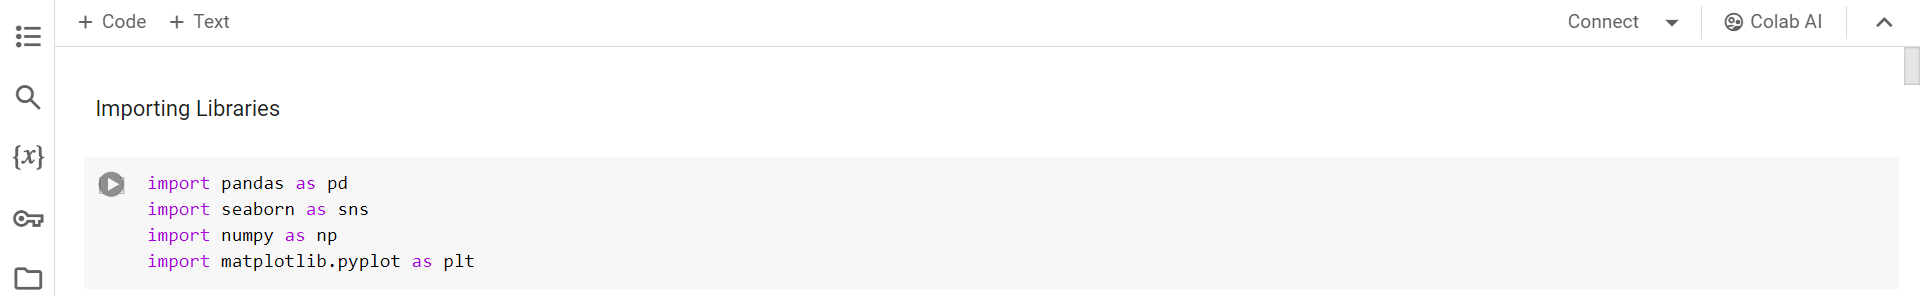 + Code + Text Connect Colab AI
Importing Libraries
{x}
import pandas as pd
import seaborn as sns
import numpy as np
import matplotlib.pyplot as plt